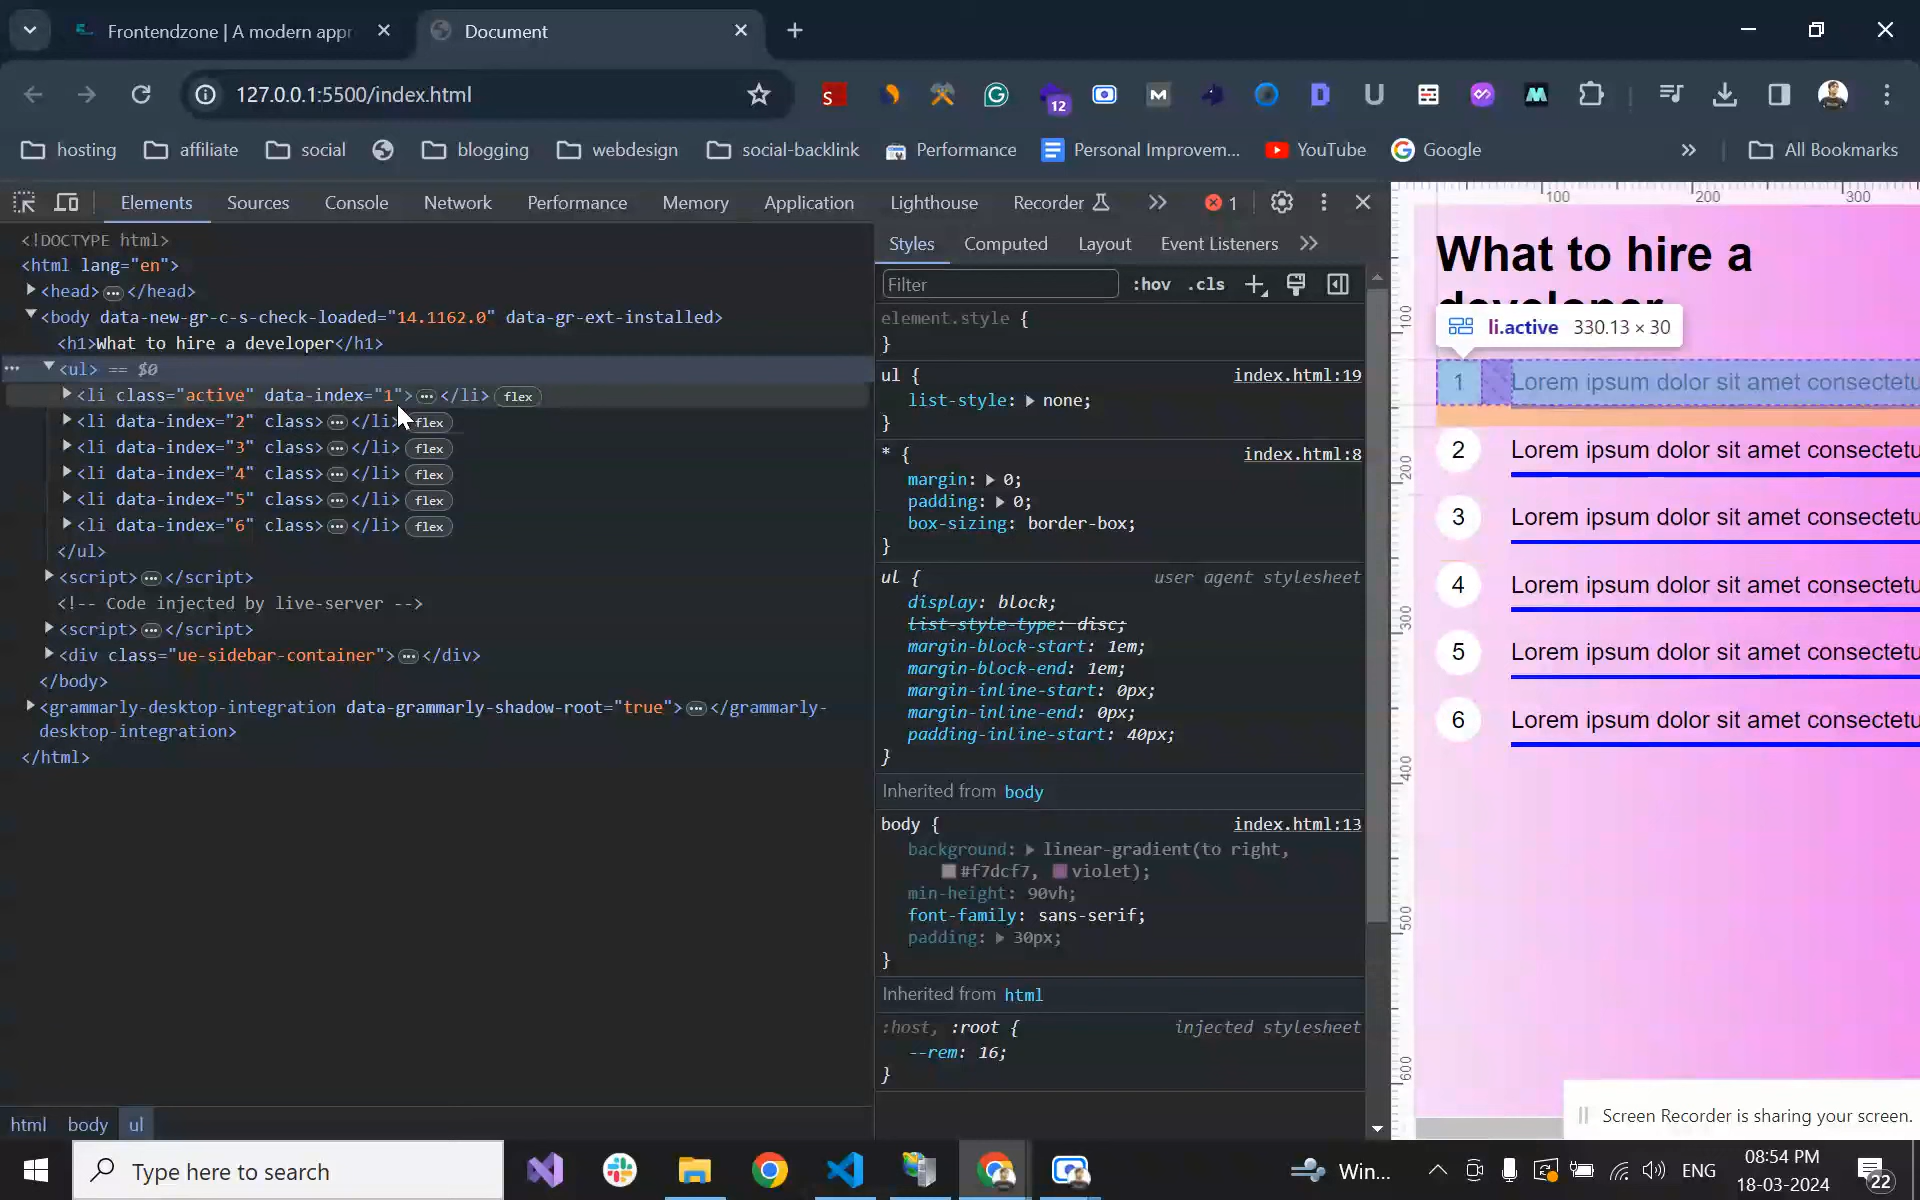 Frontendzone | A modern appr
Document
127.0.0.1:5500/index.html
12
hosting
affiliate
social
blogging
webdesign
social-backlink
Performance
Personal Improvem...
YouTube
Google
»
All Bookmarks
Elements
Sources
Console
Network
Performance
Memory
Application
Lighthouse
Recorder
»
1
<!DOCTYPE html>
<html lang="en">
<head> ••• </head>
<body data-new-gr-c-s-check-loaded="14.1162.0" data-gr-ext-installed>
<h1>What to hire a developer</h1>
••• <ul> == $0
<li class="active" data-index="1"> ••• </li> flex
<li data-index="2" class> ••• </li> flex
<li data-index="3" class> ••• </li> flex
<li data-index="4" class> ••• </li> flex
<li data-index="5" class> ••• </li> flex
<li data-index="6" class> ••• </li> flex
</ul>
<script> ••• </script>
<!-- Code injected by live-server -->
<script> ••• </script>
<div class="ue-sidebar-container"> ••• </div>
</body>
<grammarly-desktop-integration data-grammarly-shadow-root="true"> ••• </grammarly-
desktop-integration>
</html>
html
body
ul
Styles
Computed
Layout
Event Listeners
»
Filter
:hov
.cls
element.style {
}
ul {
index.html:19
list-style: none;
}
* {
index.html:8
margin: 0;
padding: 0;
box-sizing: border-box;
}
ul {
user agent stylesheet
display: block;
list-style-type: disc;
margin-block-start: 1em;
margin-block-end: 1em;
margin-inline-start: 0px;
margin-inline-end: 0px;
padding-inline-start: 40px;
}
Inherited from body
body {
index.html:13
background: linear-gradient(to right,
#f7dcf7, violet);
min-height: 90vh;
font-family: sans-serif;
padding: 30px;
}
Inherited from html
:host, :root {
injected stylesheet
--rem: 16;
}
100
200
300
100
200
300
400
500
600
What to hire a
developer
li.active 330.13 × 30
1 Lorem ipsum dolor sit amet consectetu
2 Lorem ipsum dolor sit amet consectetu
3 Lorem ipsum dolor sit amet consectetu
4 Lorem ipsum dolor sit amet consectetu
5 Lorem ipsum dolor sit amet consectetu
6 Lorem ipsum dolor sit amet consectetu
Screen Recorder is sharing your screen.
Type here to search
Win...
ENG
08:54 PM
18-03-2024
22